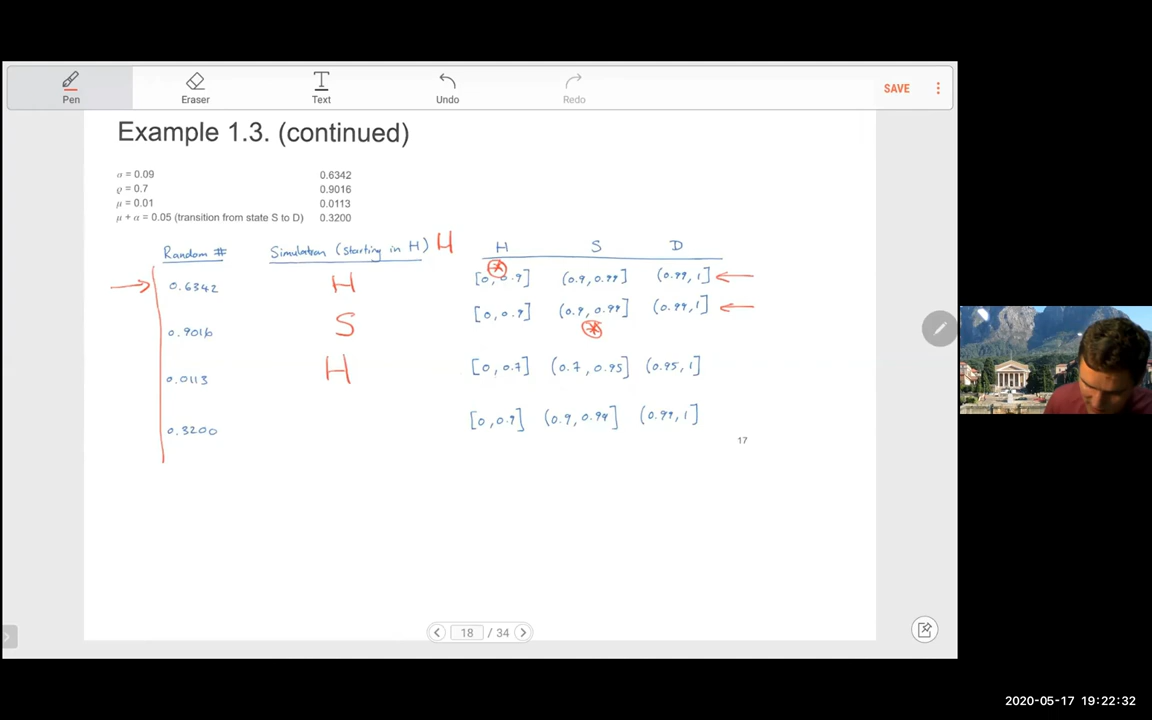 Pen
Eraser
Text
Undo
Redo
SAVE
Example 1.3. (continued)
σ = 0.09 0.6342
ϱ = 0.7 0.9016
μ = 0.01 0.0113
μ + α = 0.05 (transition from state S to D) 0.3200
Random # Simulation (starting in H) H H S D
0.6342 H [0, 0.9] (0.9, 0.99] (0.99, 1]
0.9016 S [0, 0.9] (0.9, 0.99] (0.99, 1]
0.0113 H [0, 0.7] (0.7, 0.95] (0.95, 1]
0.3200 [0, 0.9] (0.9, 0.99] (0.99, 1]
17
18 / 34
2020-05-17 19:22:32